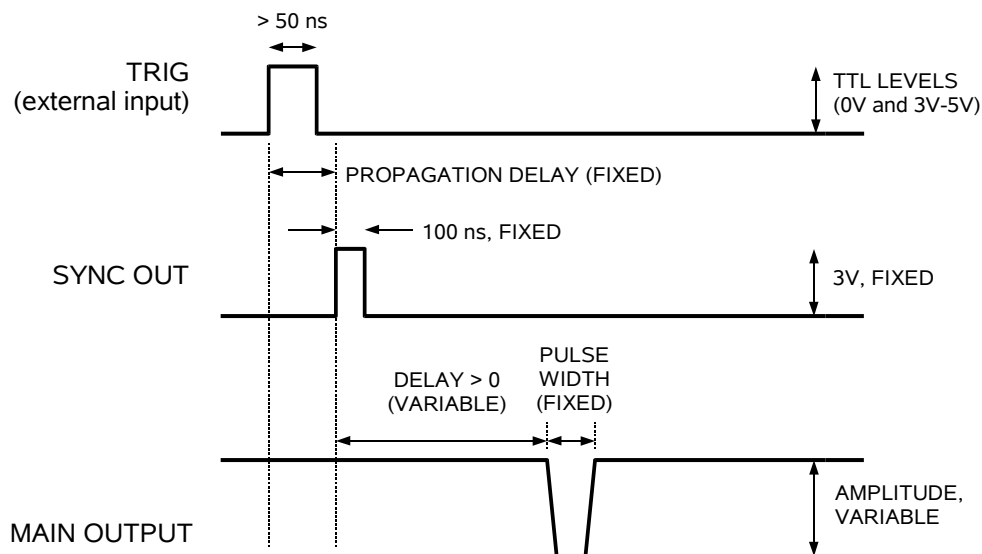 > 50 ns
TRIG
(external input)
TTL LEVELS
(0V and 3V-5V)
PROPAGATION DELAY (FIXED)
100 ns, FIXED
SYNC OUT
3V, FIXED
PULSE
WIDTH
(FIXED)
DELAY > 0
(VARIABLE)
AMPLITUDE,
VARIABLE
MAIN OUTPUT